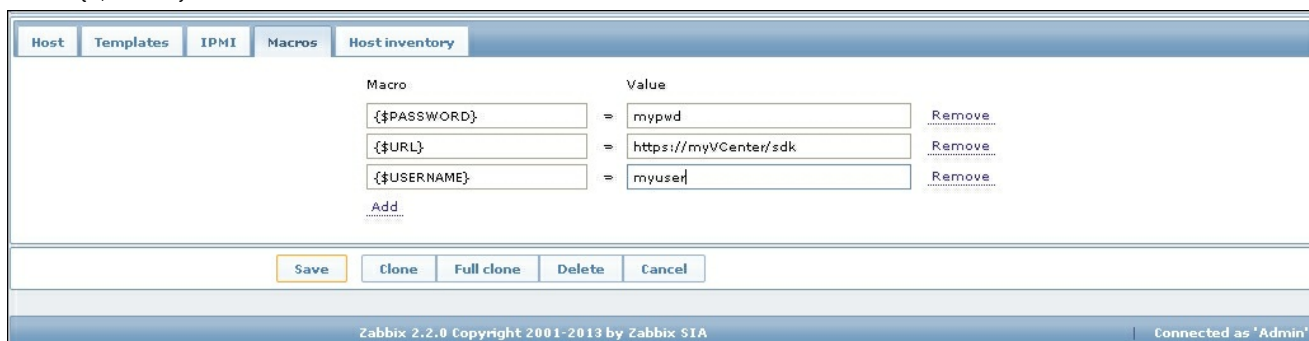 Host Templates IPMI Macros Host inventory
Macro Value
{$PASSWORD} = mypwd Remove
{$URL} = https://myVCenter/sdk Remove
{$USERNAME} = myuser Remove
Add
Save Clone Full clone Delete Cancel
Zabbix 2.2.0 Copyright 2001-2013 by Zabbix SIA | Connected as 'Admin'